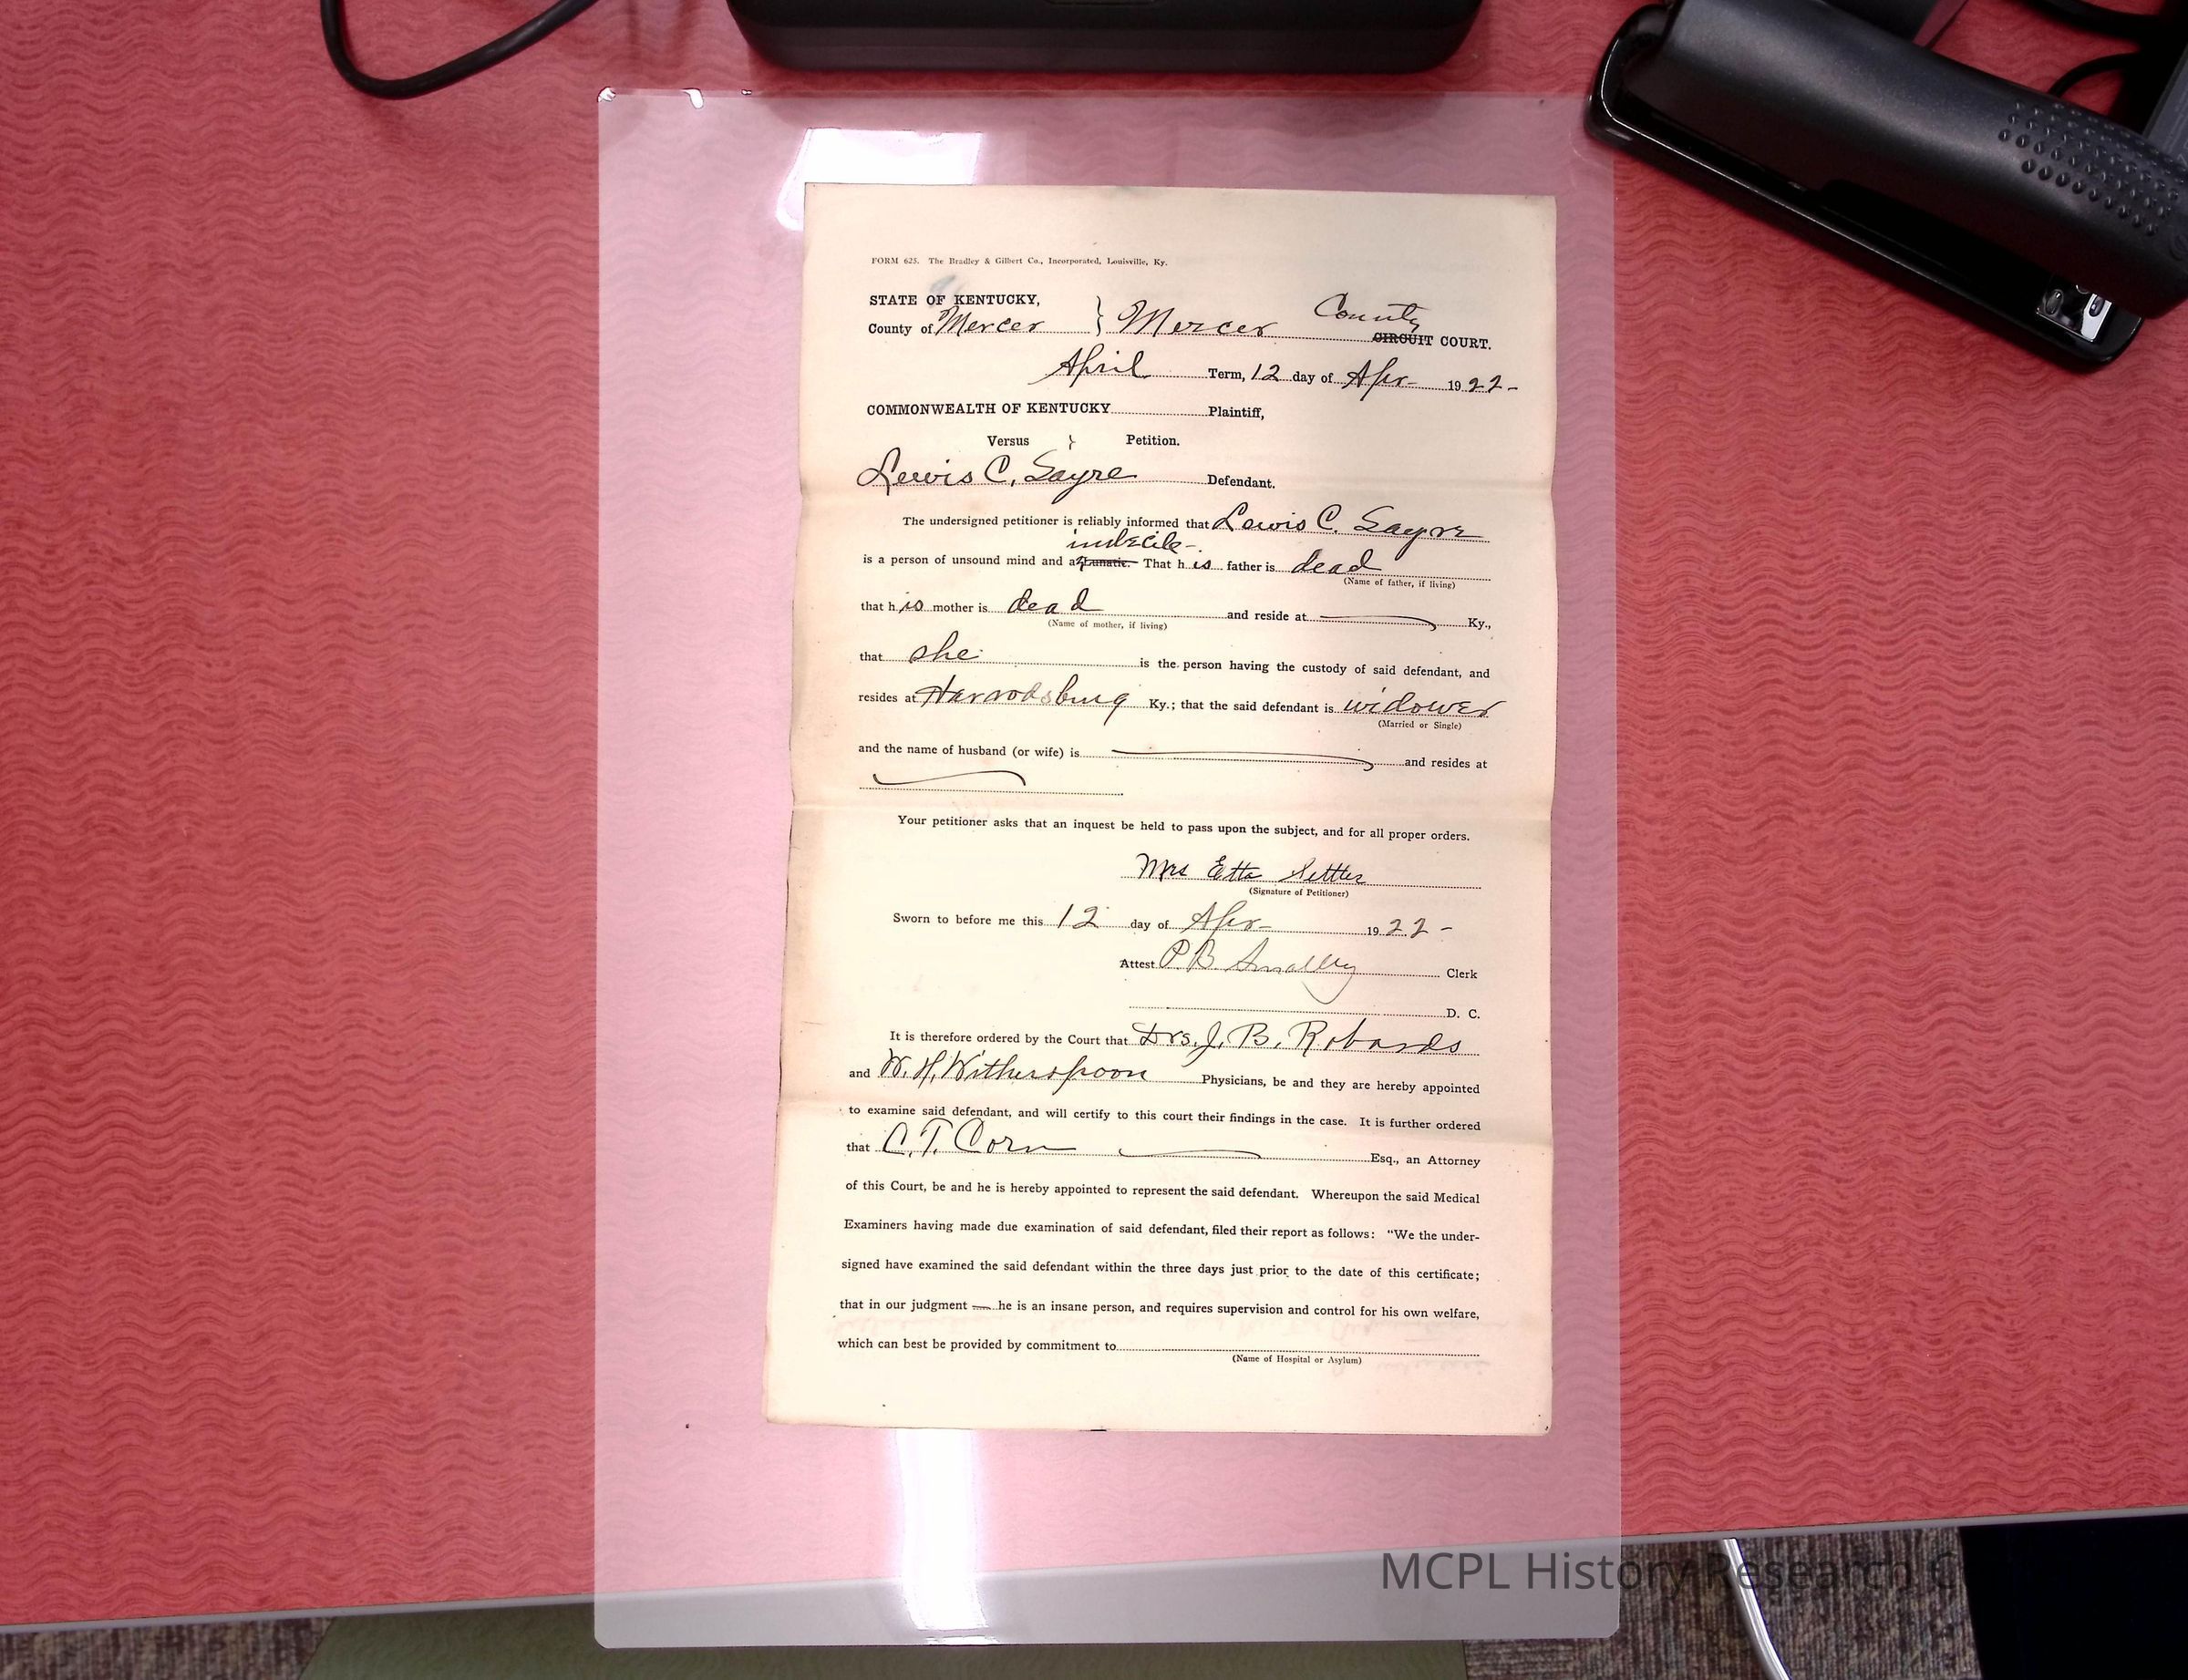 FORM 625. The Bradley & Gilbert Co., Incorporated, Louisville, Ky.
STATE OF KENTUCKY,
County of Mercer } Mercer County CIRCUIT COURT.
April Term, 12 day of Apr- 1922-
COMMONWEALTH OF KENTUCKY Plaintiff,
Versus } Petition.
Lewis C. Sayre Defendant.
The undersigned petitioner is reliably informed that Lewis C. Sayre
imbecile-
is a person of unsound mind and a Lunatic. That his father is dead
(Name of father, if living)
that his mother is dead and reside at Ky.,
(Name of mother, if living)
that she is the person having the custody of said defendant, and
resides at Harrodsburg Ky.; that the said defendant is widower
(Married or Single)
and the name of husband (or wife) is and resides at
Your petitioner asks that an inquest be held to pass upon the subject, and for all proper orders.
Mrs Etta Settles
(Signature of Petitioner)
Sworn to before me this 12 day of Apr- 1922-
Attest P.B. Smalley Clerk
D. C.
It is therefore ordered by the Court that Drs. J. B. Robards
and W. H. Witherspoon Physicians, be and they are hereby appointed
to examine said defendant, and will certify to this court their findings in the case. It is further ordered
that C. T. Corn Esq., an Attorney
of this Court, be and he is hereby appointed to represent the said defendant. Whereupon the said Medical
Examiners having made due examination of said defendant, filed their report as follows: "We the under-
signed have examined the said defendant within the three days just prior to the date of this certificate;
that in our judgment he is an insane person, and requires supervision and control for his own welfare,
which can best be provided by commitment to
(Name of Hospital or Asylum)
MCPL History Research C